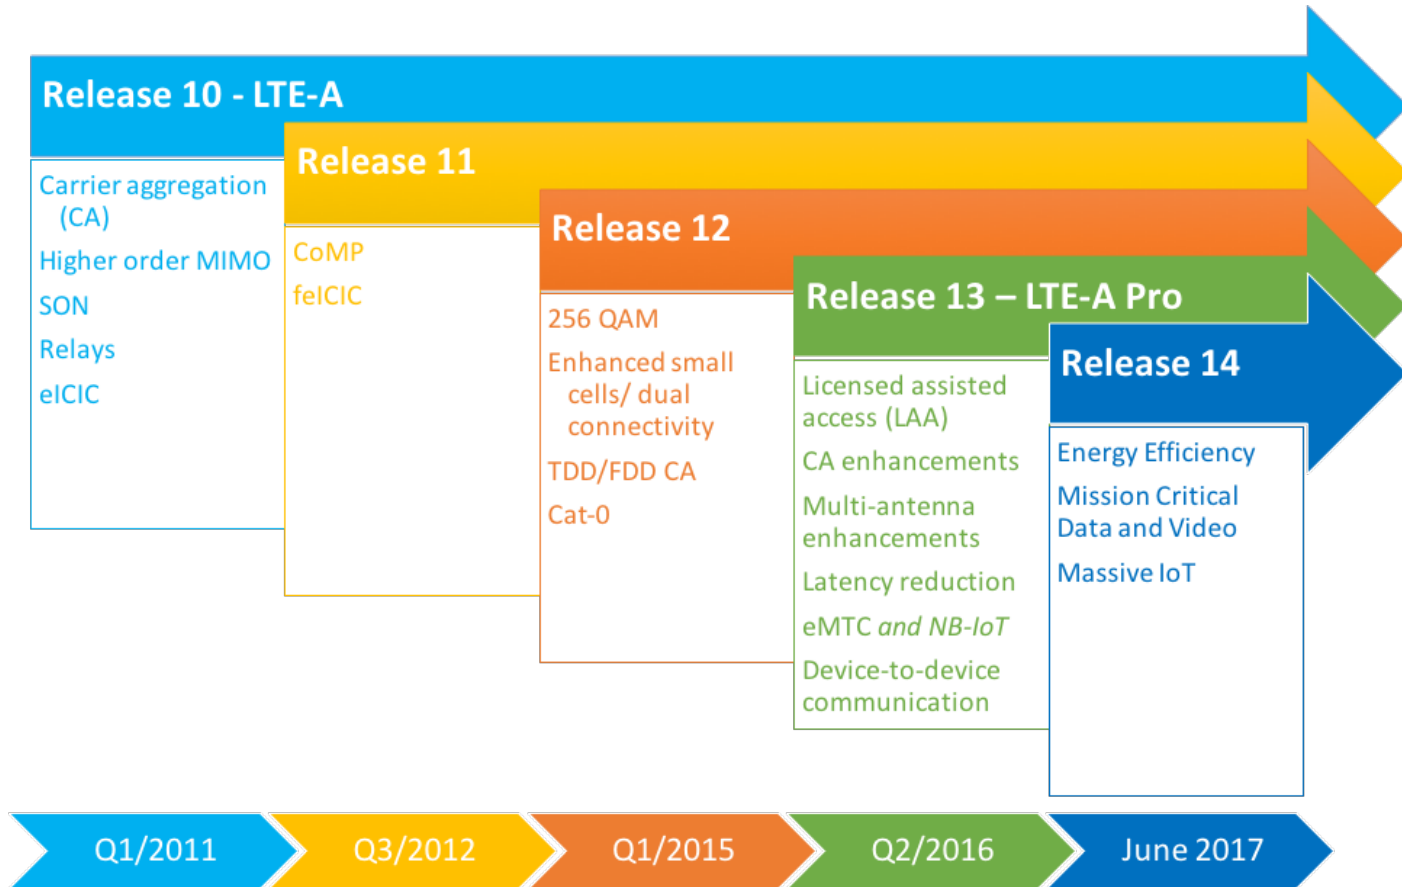 Release 10 - LTE-A
Carrier aggregation
(CA)
Higher order MIMO
SON
Relays
eICIC
Release 11
CoMP
feICIC
Release 12
256 QAM
Enhanced small
cells/ dual
connectivity
TDD/FDD CA
Cat-0
Release 13 – LTE-A Pro
Licensed assisted
access (LAA)
CA enhancements
Multi-antenna
enhancements
Latency reduction
eMTC and NB-IoT
Device-to-device
communication
Release 14
Energy Efficiency
Mission Critical
Data and Video
Massive IoT
Q1/2011
Q3/2012
Q1/2015
Q2/2016
June 2017